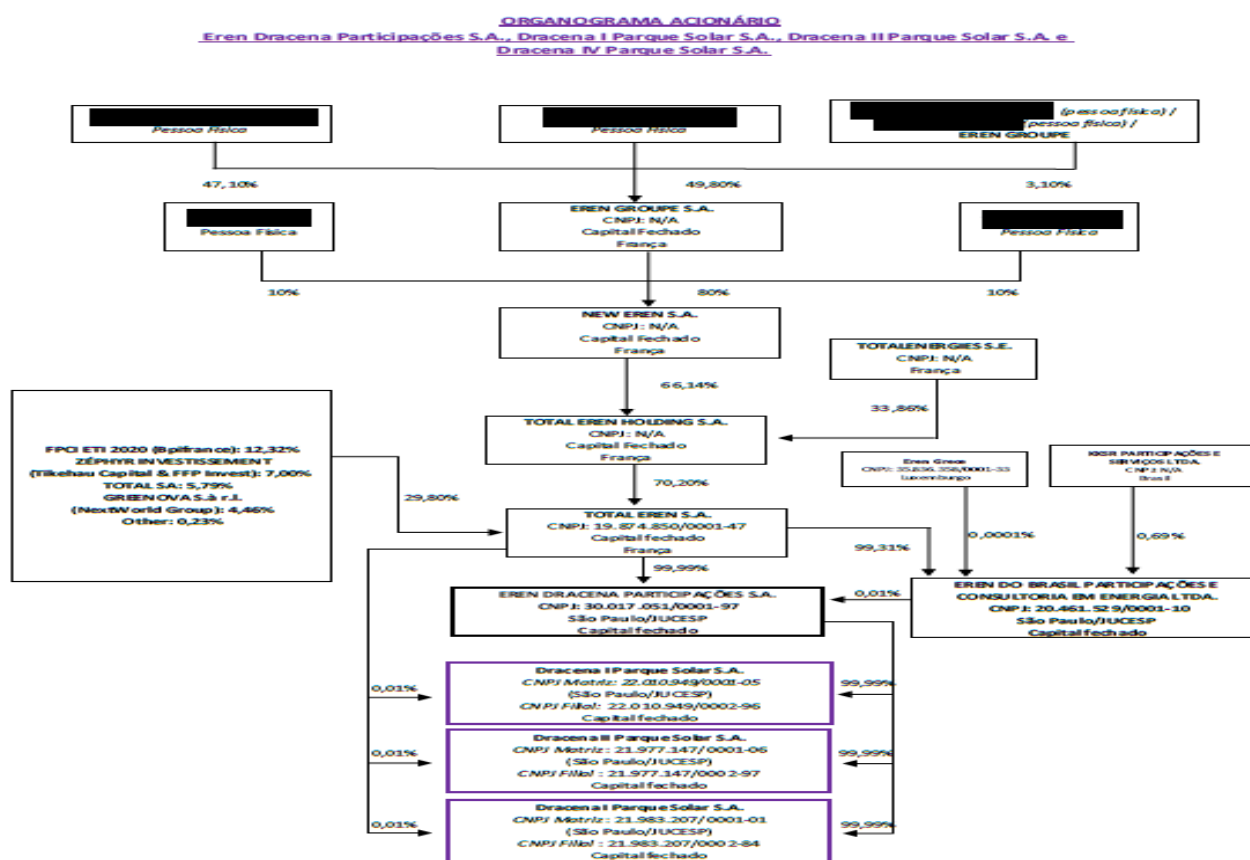 ORGANOGRAMA ACIONÁRIO
Eren Dracena Participações S.A., Dracena I Parque Solar S.A., Dracena II Parque Solar S.A. e
Dracena IV Parque Solar S.A.
Pessoa Física
Pessoa Física
(pessoa física) /
(pessoa física) /
EREN GROUPE
47,10%
49,80%
3,10%
Pessoa Física
EREN GROUPE S.A.
CNPJ: N/A
Capital Fechado
França
Pessoa Física
10%
80%
10%
NEW EREN S.A.
CNPJ: N/A
Capital Fechado
França
TOTALENERGIES S.E.
CNPJ: N/A
França
66,14%
33,86%
TOTAL EREN HOLDING S.A.
CNPJ: N/A
Capital Fechado
França
FPCI ETI 2020 (Bpifrance): 12,32%
ZÉPHYR INVESTISSEMENT
(Tikehau Capital & FFP Invest): 7,00%
TOTAL SA: 5,79%
GREENOVA S.à r.l.
(NextWorld Group): 4,46%
Other: 0,23%
29,80%
70,20%
CNPJ: 35.836.358/0001-33
Luxemburgo
PARTICIPAÇÕES E
SERVIÇOS LTDA.
CNPJ: N/A
Brasil
TOTAL EREN S.A.
CNPJ: 19.874.850/0001-47
Capital fechado
França
99,31%
0,0001%
0,69%
99,99%
EREN DRACENA PARTICIPAÇÕES S.A.
CNPJ: 30.017.051/0001-97
São Paulo/JUCESP
Capital fechado
0,01%
EREN DO BRASIL PARTICIPAÇÕES E
CONSULTORIA EM ENERGIA LTDA.
CNPJ: 20.461.529/0001-10
São Paulo/JUCESP
Capital fechado
0,01%
Dracena I Parque Solar S.A.
CNPJ Matriz: 22.010.949/0001-05
(São Paulo/JUCESP)
CNPJ Filial: 22.010.949/0002-96
Capital fechado
99,99%
0,01%
Dracena II Parque Solar S.A.
CNPJ Matriz: 21.977.147/0001-06
(São Paulo/JUCESP)
CNPJ Filial : 21.977.147/0002-97
Capital fechado
99,99%
0,01%
Dracena I Parque Solar S.A.
CNPJ Matriz: 21.983.207/0001-01
(São Paulo/JUCESP)
CNPJ Filial : 21.983.207/0002-84
Capital fechado
99,99%